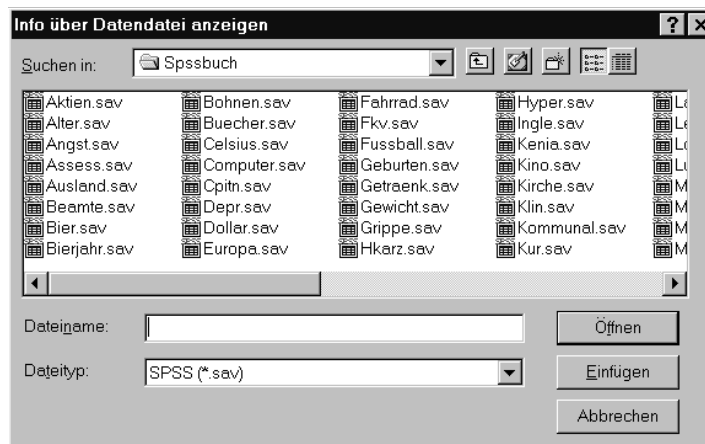 Info über Datendatei anzeigen
Suchen in: Spssbuch
Aktien.sav Bohnen.sav Fahrrad.sav Hyper.sav La
Alter.sav Buecher.sav Fkv.sav Ingle.sav Le
Angst.sav Celsius.sav Fussball.sav Kenia.sav
Assess.sav Computer.sav Geburten.sav Kino.sav
Ausland.sav Cpitn.sav Getraenk.sav Kirche.sav M
Beamte.sav Depr.sav Gewicht.sav Klin.sav M
Bier.sav Dollar.sav Grippe.sav Kommunal.sav M
Bierjahr.sav Europa.sav Hkarz.sav Kur.sav M
Dateiname: Öffnen
Dateityp: SPSS (*.sav) Einfügen
Abbrechen